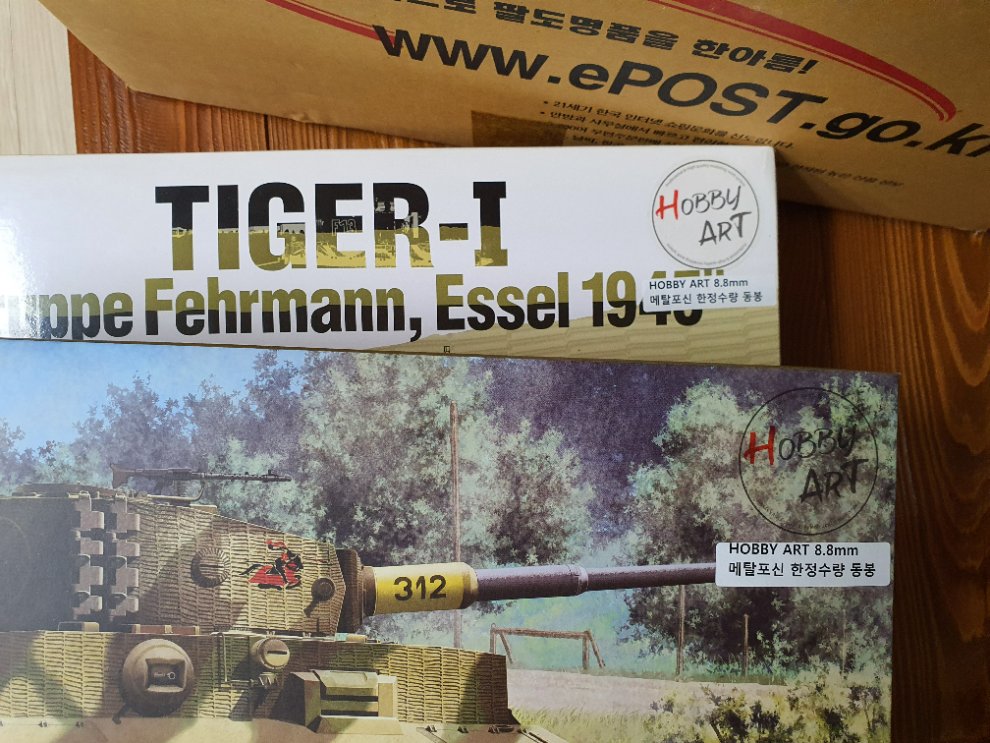 팔도명품을 한아름!
www.ePOST.go.kr
• 21세기 한국 인터넷 쇼핑문화를 선도합니다.
TIGER-I
HOBBY
ART
HOBBY ART 8.8mm
메탈포신 한정수량 동봉
uppe Fehrmann, Essel 1945"
HOBBY
ART
HOBBY ART 8.8mm
메탈포신 한정수량 동봉
312